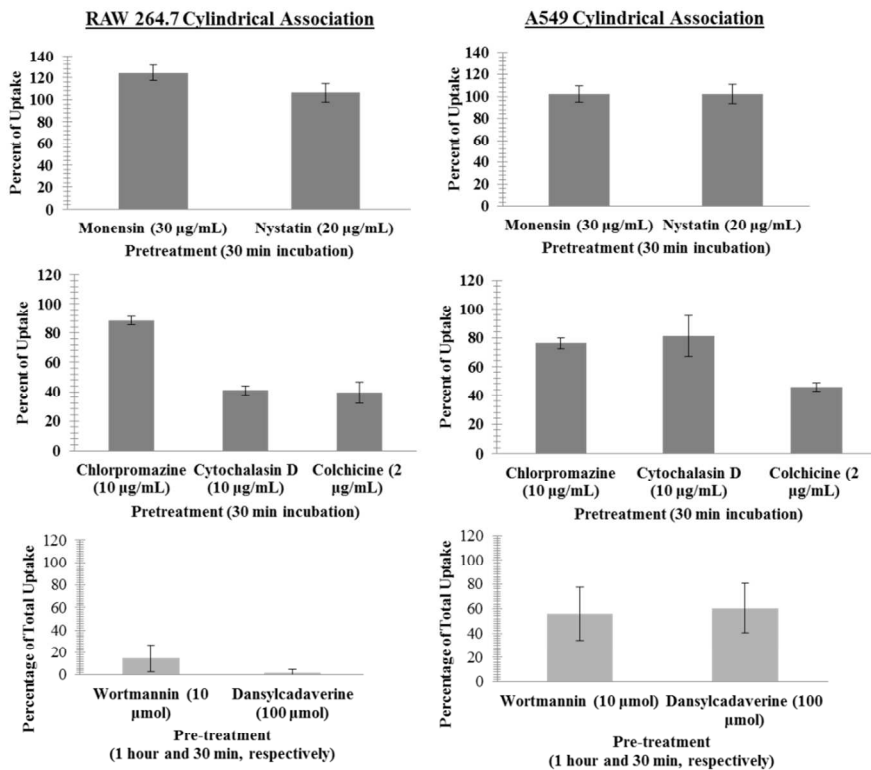 RAW 264.7 Cylindrical Association
Percent of Uptake
140
120
100
80
60
40
20
0
Monensin (30 µg/mL) Nystatin (20 µg/mL)
Pretreatment (30 min incubation)
A549 Cylindrical Association
Percent of Uptake
140
120
100
80
60
40
20
0
Monensin (30 µg/mL) Nystatin (20 µg/mL)
Pretreatment (30 min incubation)
Percent of Uptake
120
100
80
60
40
20
0
Chlorpromazine Cytochalasin D Colchicine (2
(10 µg/mL) (10 µg/mL) µg/mL)
Pretreatment (30 min incubation)
Percent of Uptake
120
100
80
60
40
20
0
Chlorpromazine Cytochalasin D Colchicine (2
(10 µg/mL) (10 µg/mL) µg/mL)
Pretreatment (30 min incubation)
Percentage of Total Uptake
120
100
80
60
40
20
0
Wortmannin (10 Dansylcadaverine
µmol) (100 µmol)
Pre-treatment
(1 hour and 30 min, respectively)
Percentage of Total Uptake
120
100
80
60
40
20
0
Wortmannin (10 µmol) Dansylcadaverine (100
µmol)
Pre-treatment
(1 hour and 30 min, respectively)